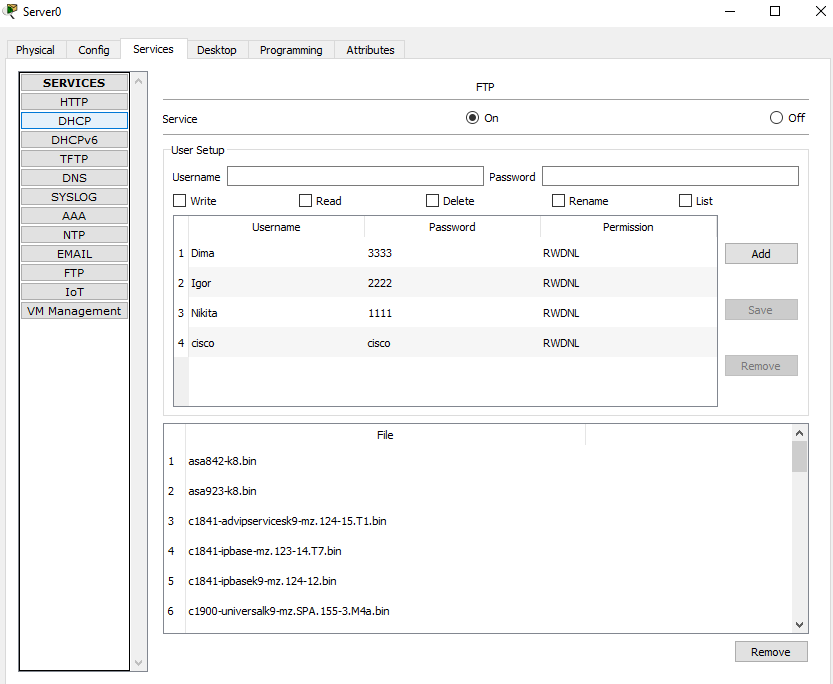 Server0
Physical Config Services Desktop Programming Attributes
SERVICES
HTTP
DHCP
DHCPv6
TFTP
DNS
SYSLOG
AAA
NTP
EMAIL
FTP
IoT
VM Management
FTP
Service On Off
User Setup
Username Password
Write Read Delete Rename List
Username Password Permission
1 Dima 3333 RWDNL
2 Igor 2222 RWDNL
3 Nikita 1111 RWDNL
4 cisco cisco RWDNL
Add
Save
Remove
File
1 asa842-k8.bin
2 asa923-k8.bin
3 c1841-advipservicesk9-mz.124-15.T1.bin
4 c1841-ipbase-mz.123-14.T7.bin
5 c1841-ipbasek9-mz.124-12.bin
6 c1900-universalk9-mz.SPA.155-3.M4a.bin
Remove